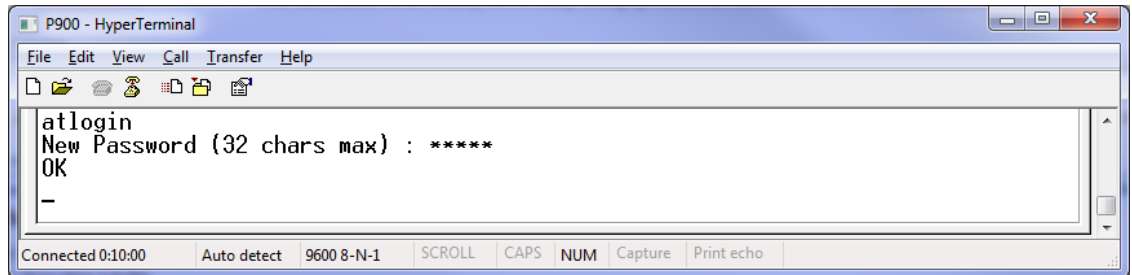 P900 - HyperTerminal
File Edit View Call Transfer Help
atlogin
New Password (32 chars max) : *****
OK
_
Connected 0:10:00 Auto detect 9600 8-N-1 SCROLL CAPS NUM Capture Print echo